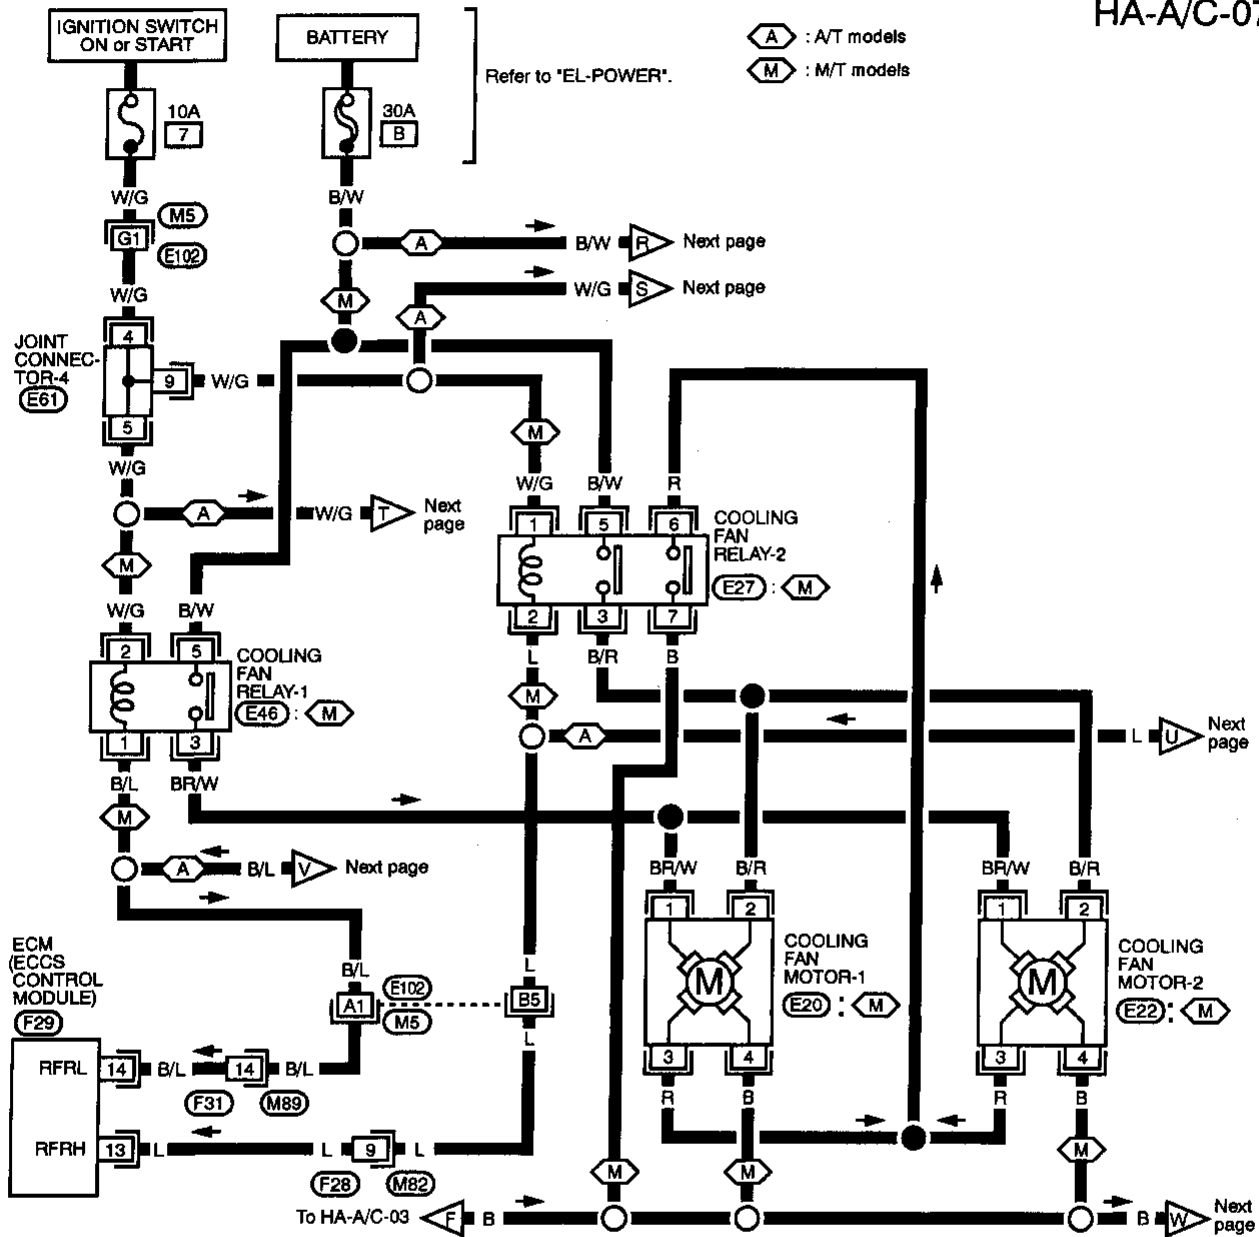 HA-A/C-07
IGNITION SWITCH
ON or START
BATTERY
Refer to "EL-POWER".
A : A/T models
M : M/T models
10A
7
30A
B
W/G
B/W
M5
G1
E102
W/G
A
B/W
R
Next page
W/G
S
Next page
M
A
JOINT
CONNEC-
TOR-4
E61
4
9
W/G
5
M
W/G
A
W/G
T
Next
page
W/G
B/W
R
1
5
6
COOLING
FAN
RELAY-2
E27 : M
2
3
7
M
W/G
B/W
2
5
COOLING
FAN
RELAY-1
E46 : M
1
3
L
B/R
B
M
A
L
U
Next
page
B/L
BR/W
M
A
B/L
V
Next page
BR/W
B/R
BR/W
B/R
1
2
1
2
COOLING
FAN
MOTOR-1
E20 : M
M
COOLING
FAN
MOTOR-2
E22 : M
M
3
4
3
4
R
B
R
B
ECM
(ECCS
CONTROL
MODULE)
F29
B/L
A1
E102
M5
L
B5
L
RFRL
14
B/L
14
B/L
F31
M89
RFRH
13
L
L
9
L
F28
M82
M
M
M
To HA-A/C-03
F
B
B
W
Next
page